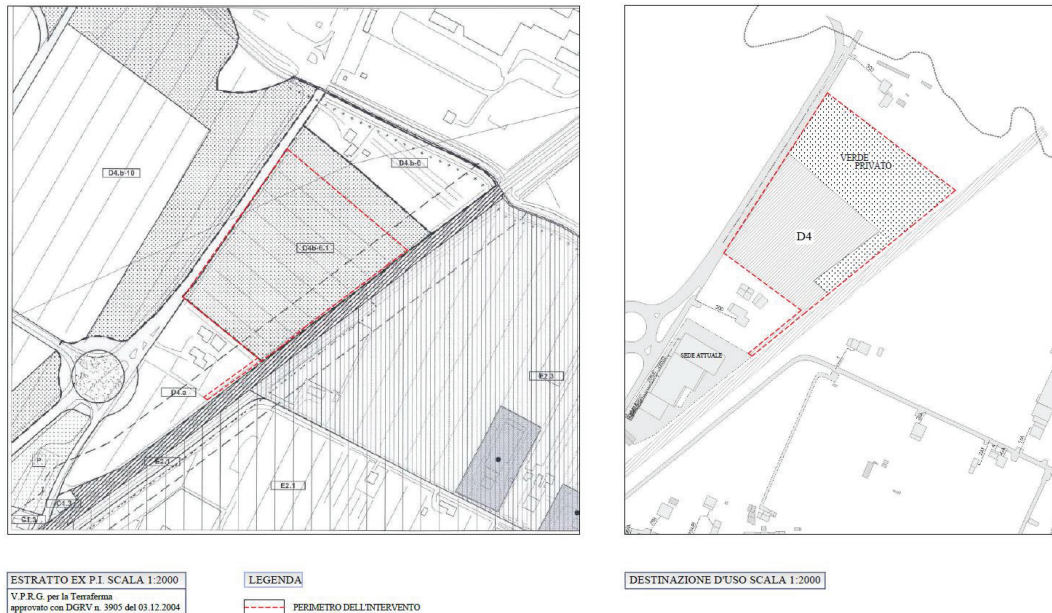 D4.b-10
D4.b-6
D4b-6.1
D4.a
E2.3
E2.1
VERDE
PRIVATO
D4
SEDE ATTUALE
ESTRATTO EX P.I. SCALA 1:2000
V.P.R.G. per la Terraferma
approvato con DGRV n. 3905 del 03.12.2004
LEGENDA
PERIMETRO DELL'INTERVENTO
DESTINAZIONE D'USO SCALA 1:2000